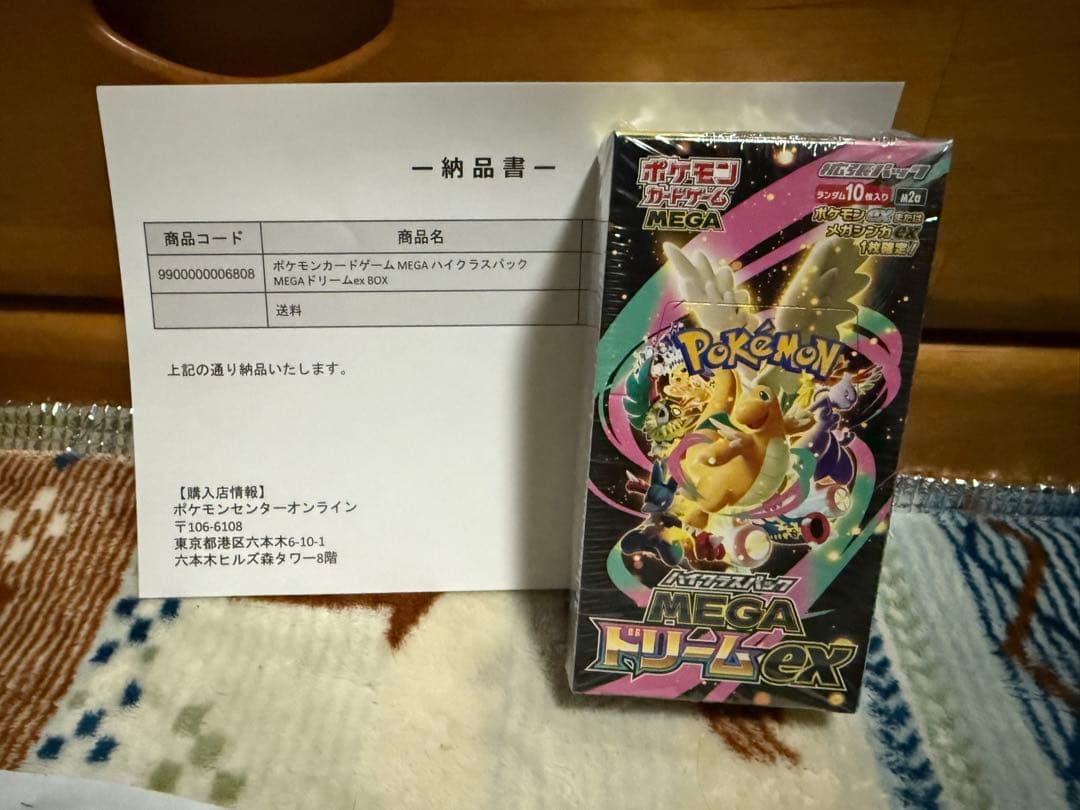 ー納品書ー
商品コード 商品名
9900000006808 ポケモンカードゲーム MEGA ハイクラスパック
MEGAドリームex BOX
送料
上記の通り納品いたします。
【購入店情報】
ポケモンセンターオンライン
〒106-6108
東京都港区六本木6-10-1
六本木ヒルズ森タワー8階
ポケモン
カードゲーム
MEGA
拡張パック
ランダム10枚入り M2a
ポケモンexまたは
メガシンカex
1枚確定!
POKéMON
ハイクラスパック
MEGA
ドリームex